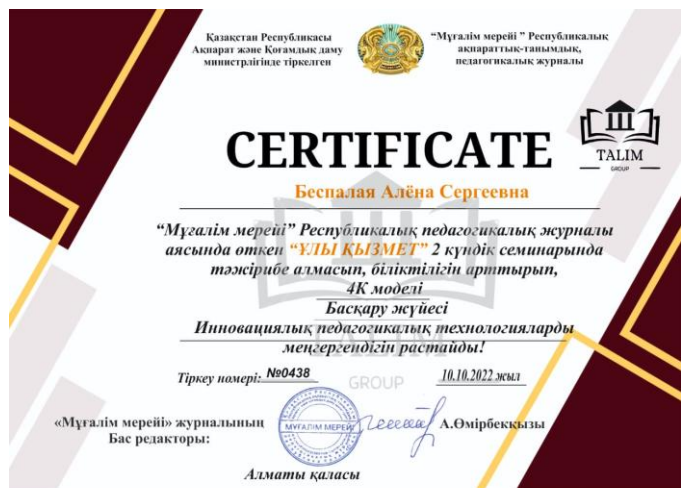 Қазақстан Республикасы
Ақпарат және Қоғамдық даму
министрлігінде тіркелген
“Мұғалім мерейі ” Республикалық
ақпараттық-танымдық,
педагогикалық журналы
CERTIFICATE
TALIM
GROUP
Беспалая Алёна Сергеевна
“Мұғалім мерейі” Республикалық педагогикалық журналы
аясында өткен “ҰЛЫ ҚЫЗМЕТ” 2 күндік семинарында
тәжірибе алмасып, біліктілігін арттырып,
4К моделі
Басқару жүйесі
Инновациялық педагогикалық технологияларды
меңгергендігін растайды!
TALIM
GROUP
Тіркеу номері: №0438
10.10.2022 жыл
«Мұғалім мерейі» журналының
Бас редакторы:
МҰҒАЛІМ МЕРЕЙІ
А.Өмірбекқызы
Алматы қаласы